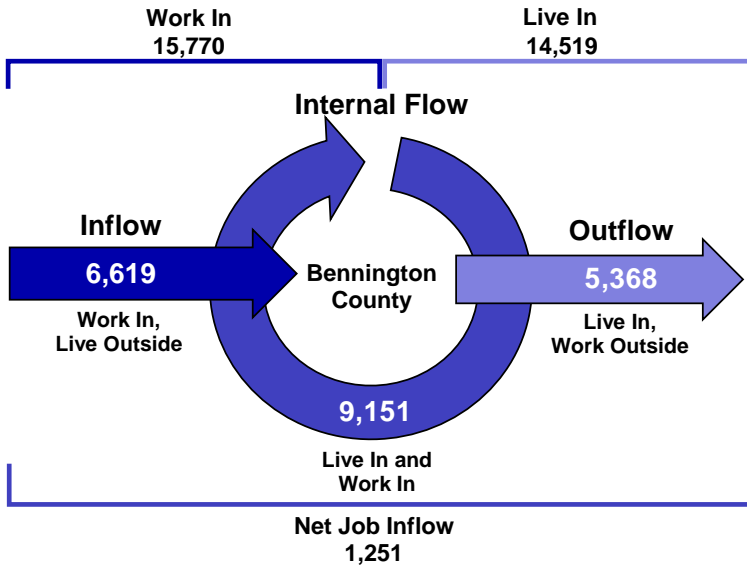 Work In
15,770
Live In
14,519
Internal Flow
Inflow
6,619
Work In,
Live Outside
Bennington
County
Outflow
5,368
Live In,
Work Outside
9,151
Live In and
Work In
Net Job Inflow
1,251